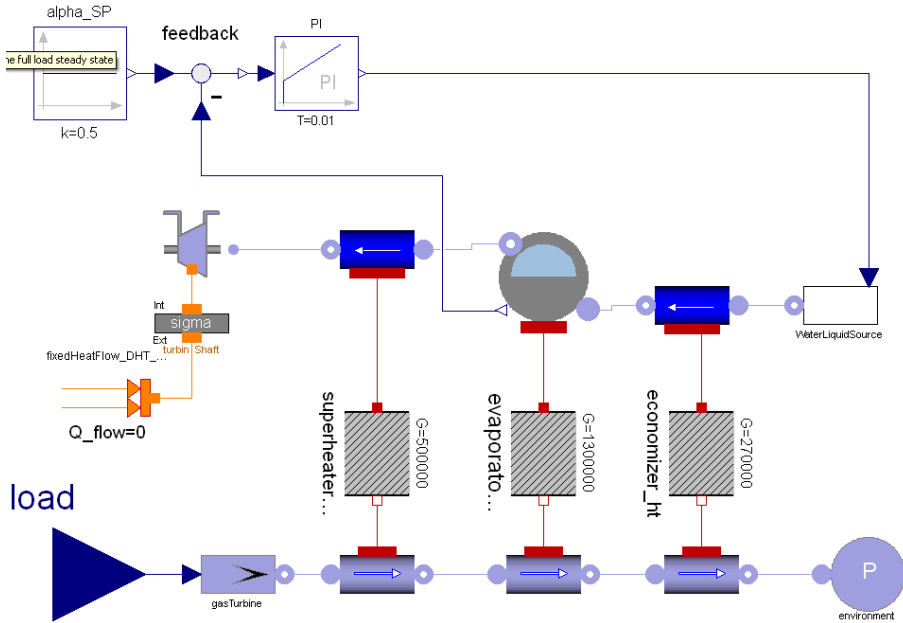 alpha_SP
feedback
PI
ne full load steady state
PI
T=0.01
k=0.5
Int
sigma
Ext
turbin Shaft
WaterLiquidSource
fixedHeatFlow_DHT_...
Q_flow=0
superheater...
G=500000
evaporato...
G=1300000
economizer_ht
G=270000
load
P
gasTurbine
environment